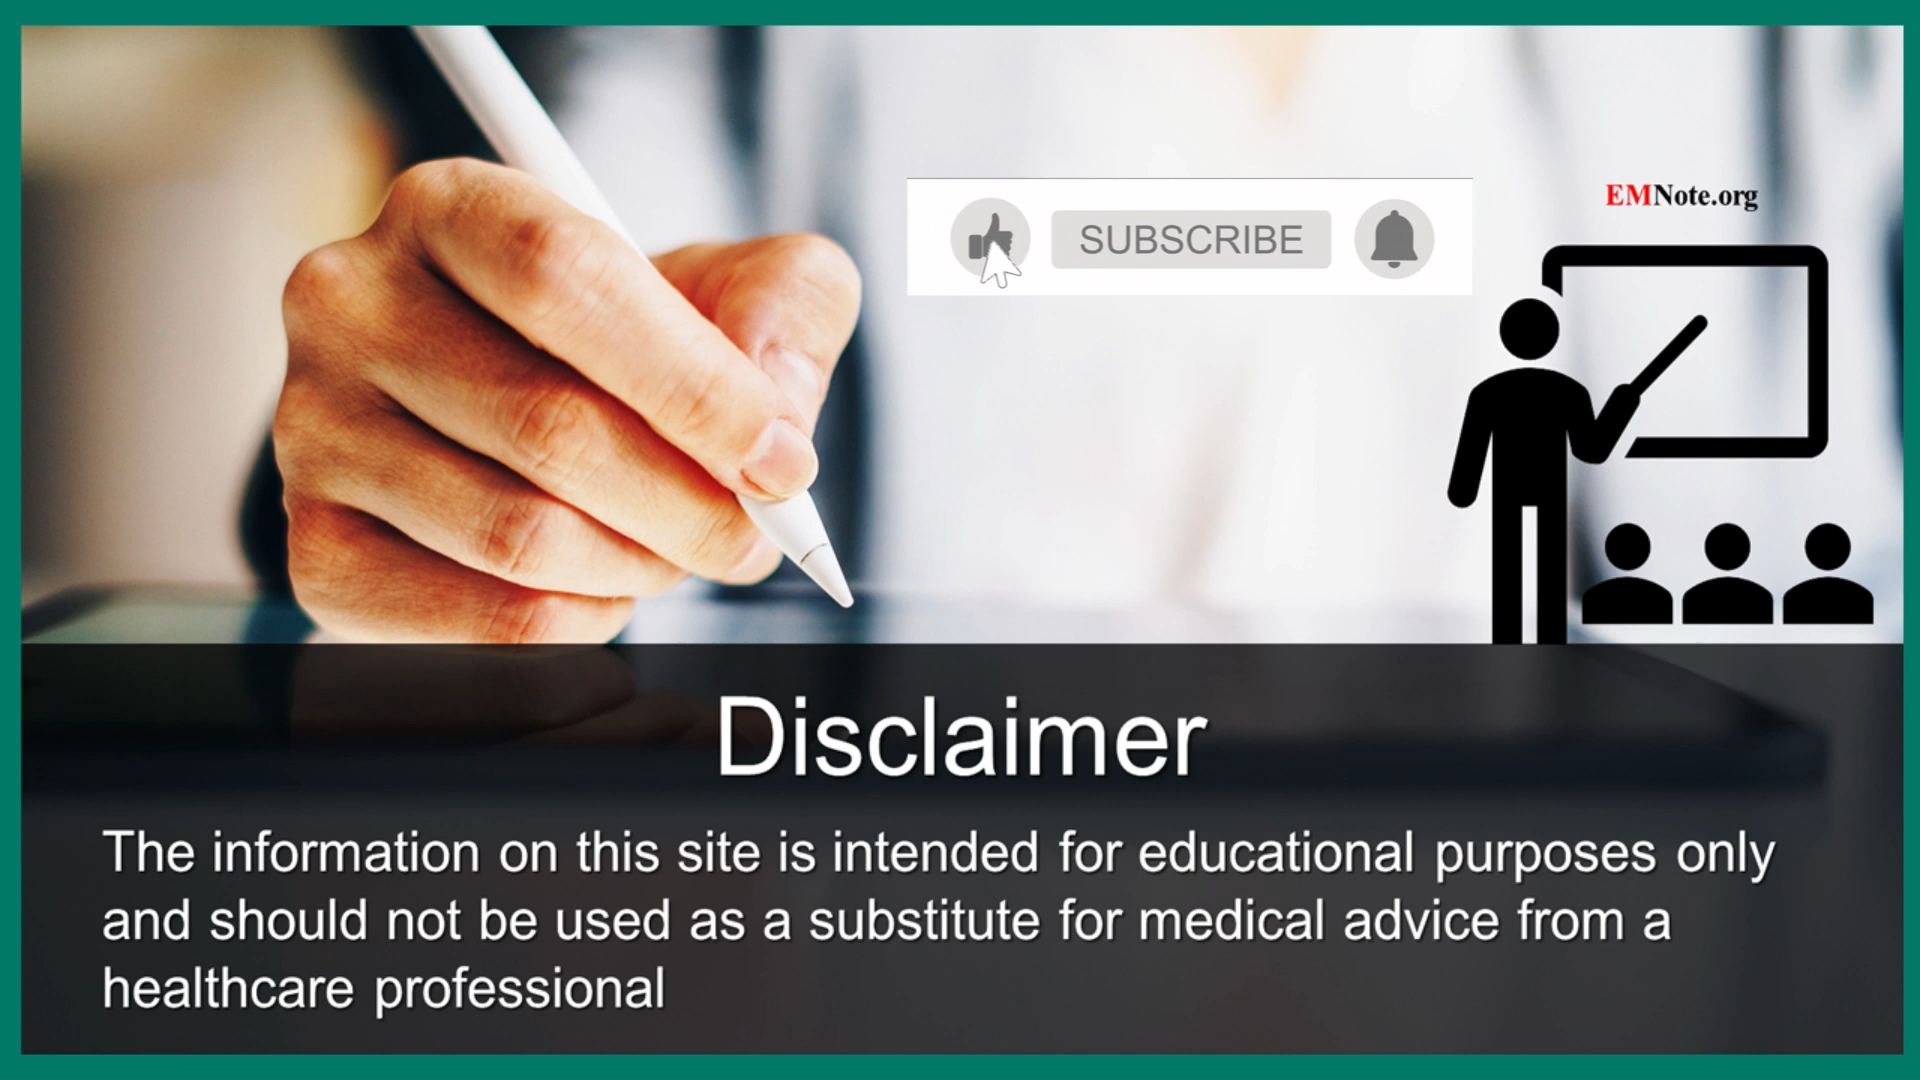 EMNote.org
SUBSCRIBE
Disclaimer
The information on this site is intended for educational purposes only
and should not be used as a substitute for medical advice from a
healthcare professional